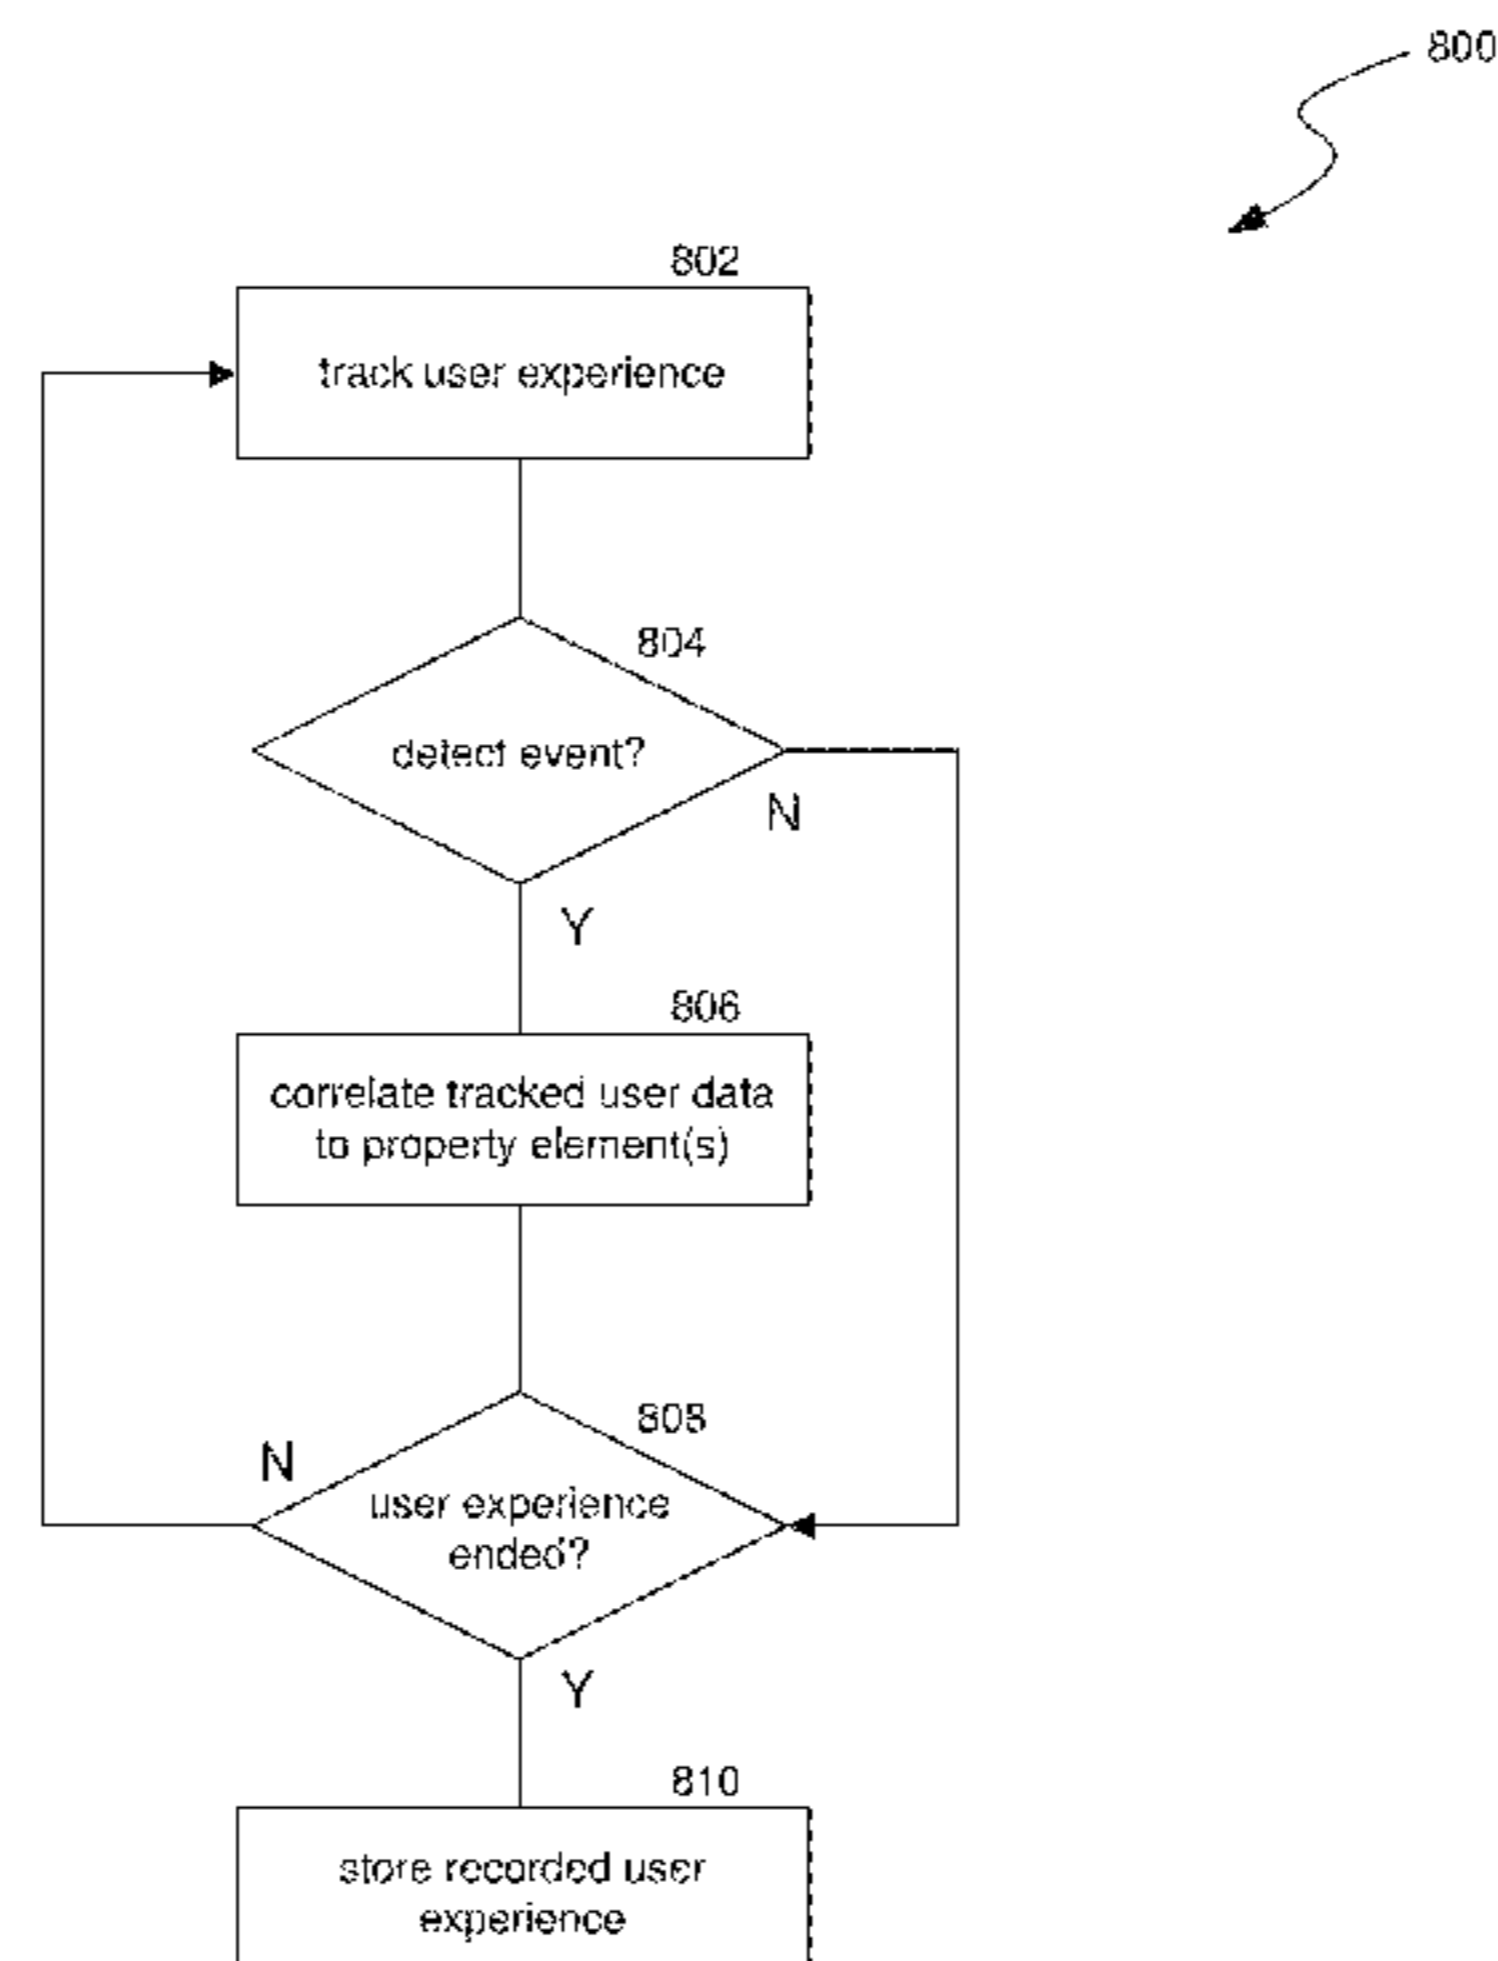 800
802
track user experience
804
detect event?
N
Y
806
correlate tracked user data
to property element(s)
808
N
user experience
ended?
Y
810
store recorded user
experience